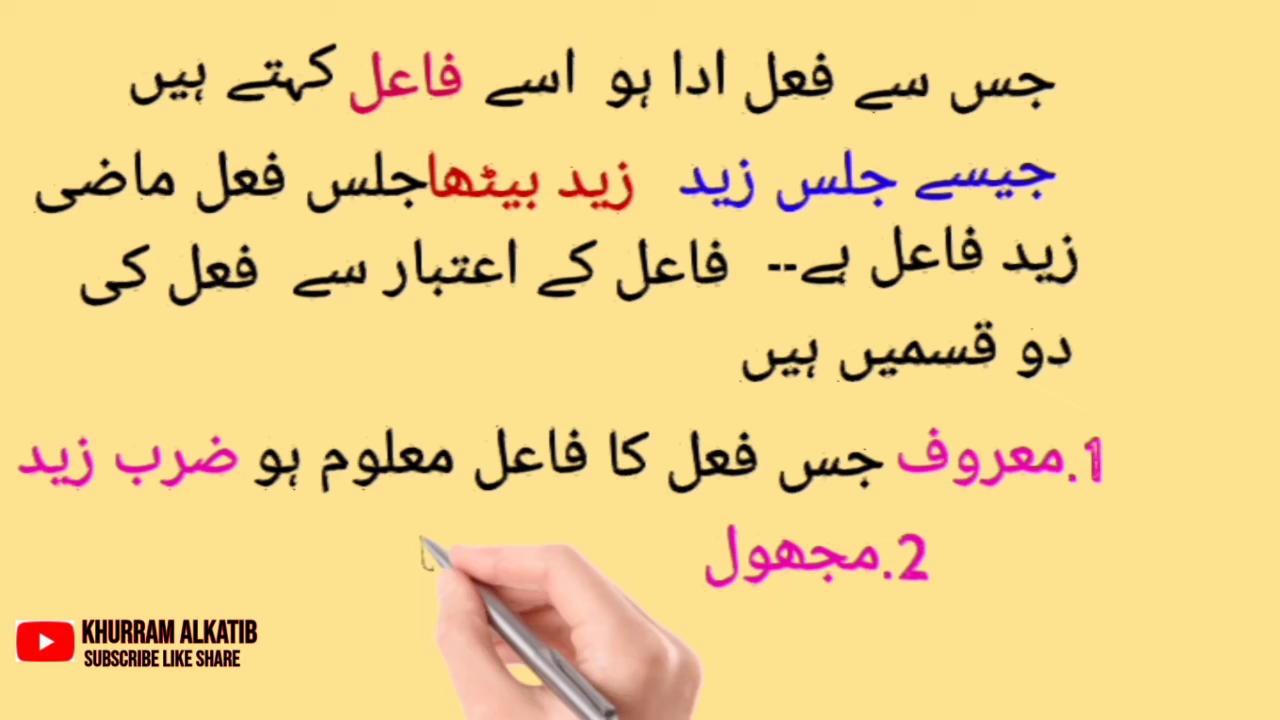 جس سے فعل ادا ہو اسے فاعل کہتے ہیں
جیسے جلس زید زید بیٹھا جلس فعل ماضی
زید فاعل ہے-- فاعل کے اعتبار سے فعل کی
دو قسمیں ہیں
1.معروف جس فعل کا فاعل معلوم ہو ضرب زید
2.مجھول
KHURRAM ALKATIB
SUBSCRIBE LIKE SHARE